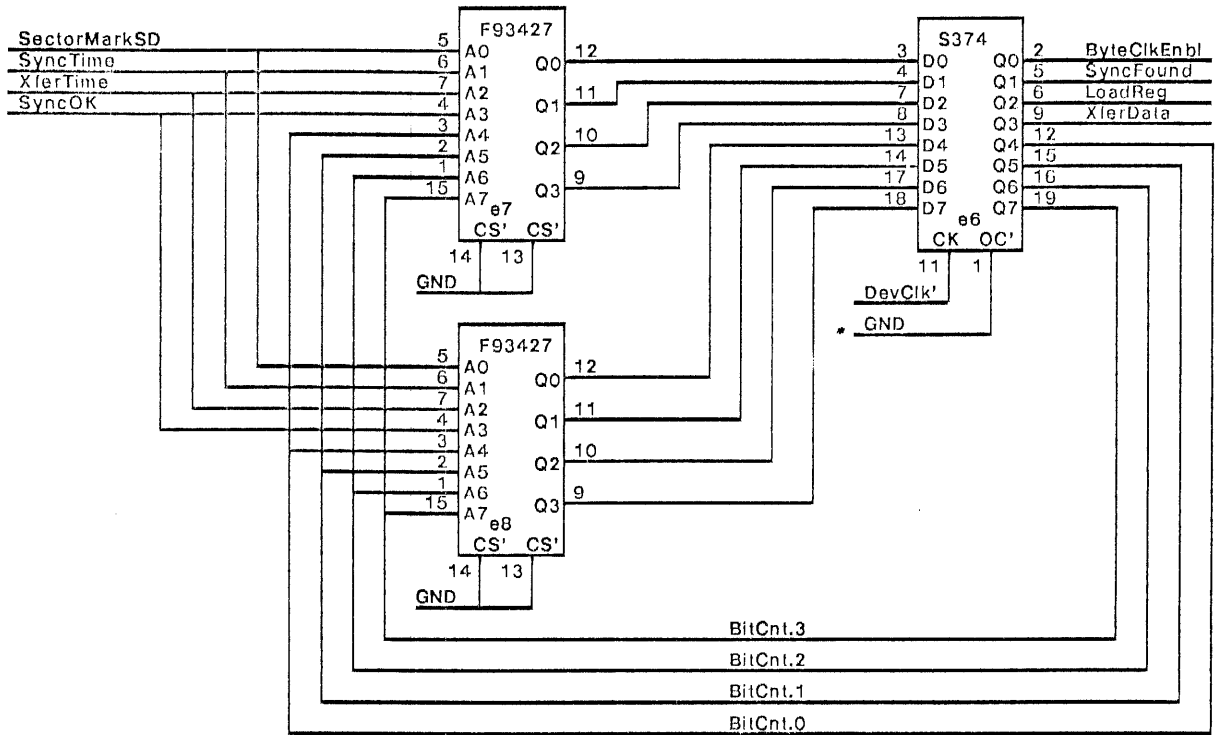 SectorMarkSD
SyncTime
XferTime
SyncOK
5 A0
6 A1
7 A2
4 A3
3 A4
2 A5
1 A6
15 A7
F93427
Q0 12
Q1 11
Q2 10
Q3 9
e7
CS' CS'
14 13
GND
S374
3 D0
4 D1
7 D2
8 D3
13 D4
14 D5
17 D6
18 D7
Q0 2 ByteClkEnbl
Q1 5 SyncFound
Q2 6 LoadReg
Q3 9 XferData
Q4 12
Q5 15
Q6 16
Q7 19
e6
CK OC'
11 1
DevClk'
* GND
F93427
5 A0
6 A1
7 A2
4 A3
3 A4
2 A5
1 A6
15 A7
Q0 12
Q1 11
Q2 10
Q3 9
e8
CS' CS'
14 13
GND
BitCnt.3
BitCnt.2
BitCnt.1
BitCnt.0